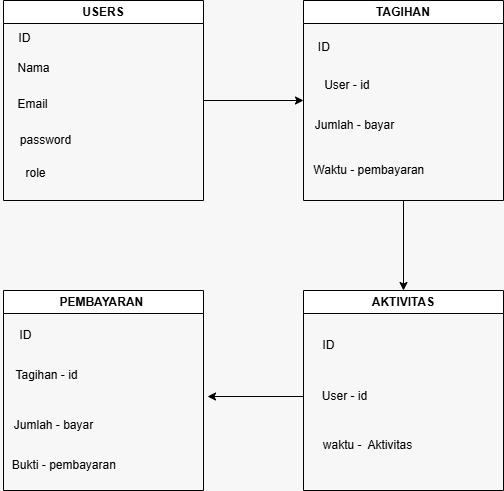 USERS
ID
Nama
Email
password
role
TAGIHAN
ID
User - id
Jumlah - bayar
Waktu - pembayaran
PEMBAYARAN
ID
Tagihan - id
Jumlah - bayar
Bukti - pembayaran
AKTIVITAS
ID
User - id
waktu - Aktivitas